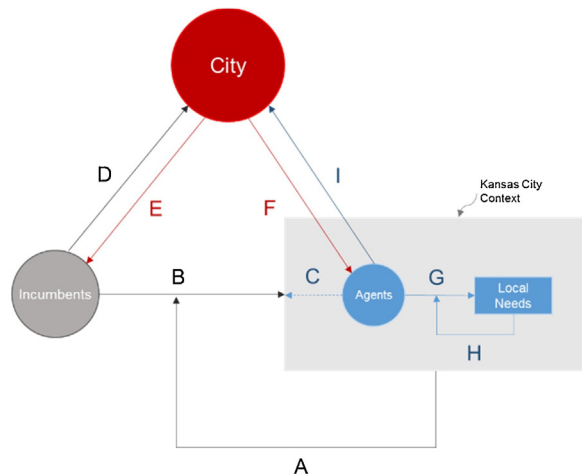 City
D
I
E
F
Kansas City
Context
B
C
G
Incumbents
Agents
Local
Needs
H
A